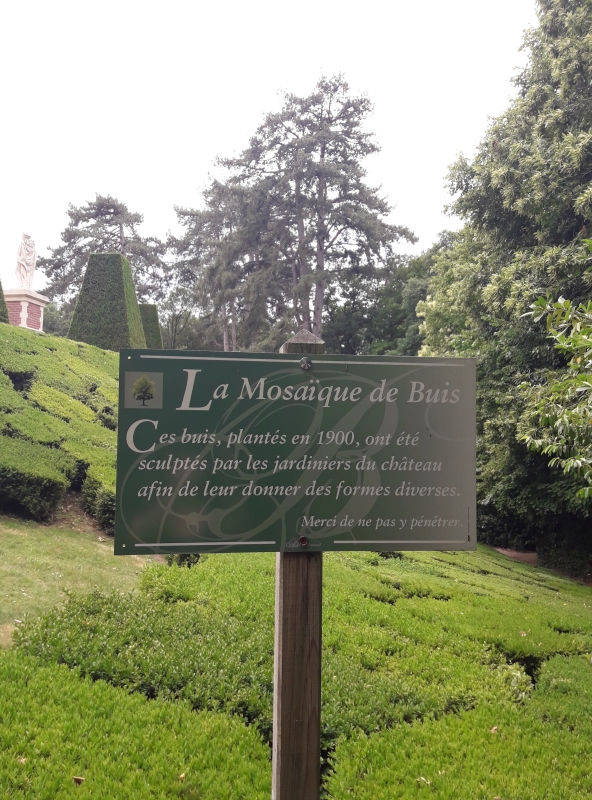 La Mosaïque de Buis
Ces buis, plantés en 1900, ont été
sculptés par les jardiniers du château
afin de leur donner des formes diverses.
Merci de ne pas y pénétrer.